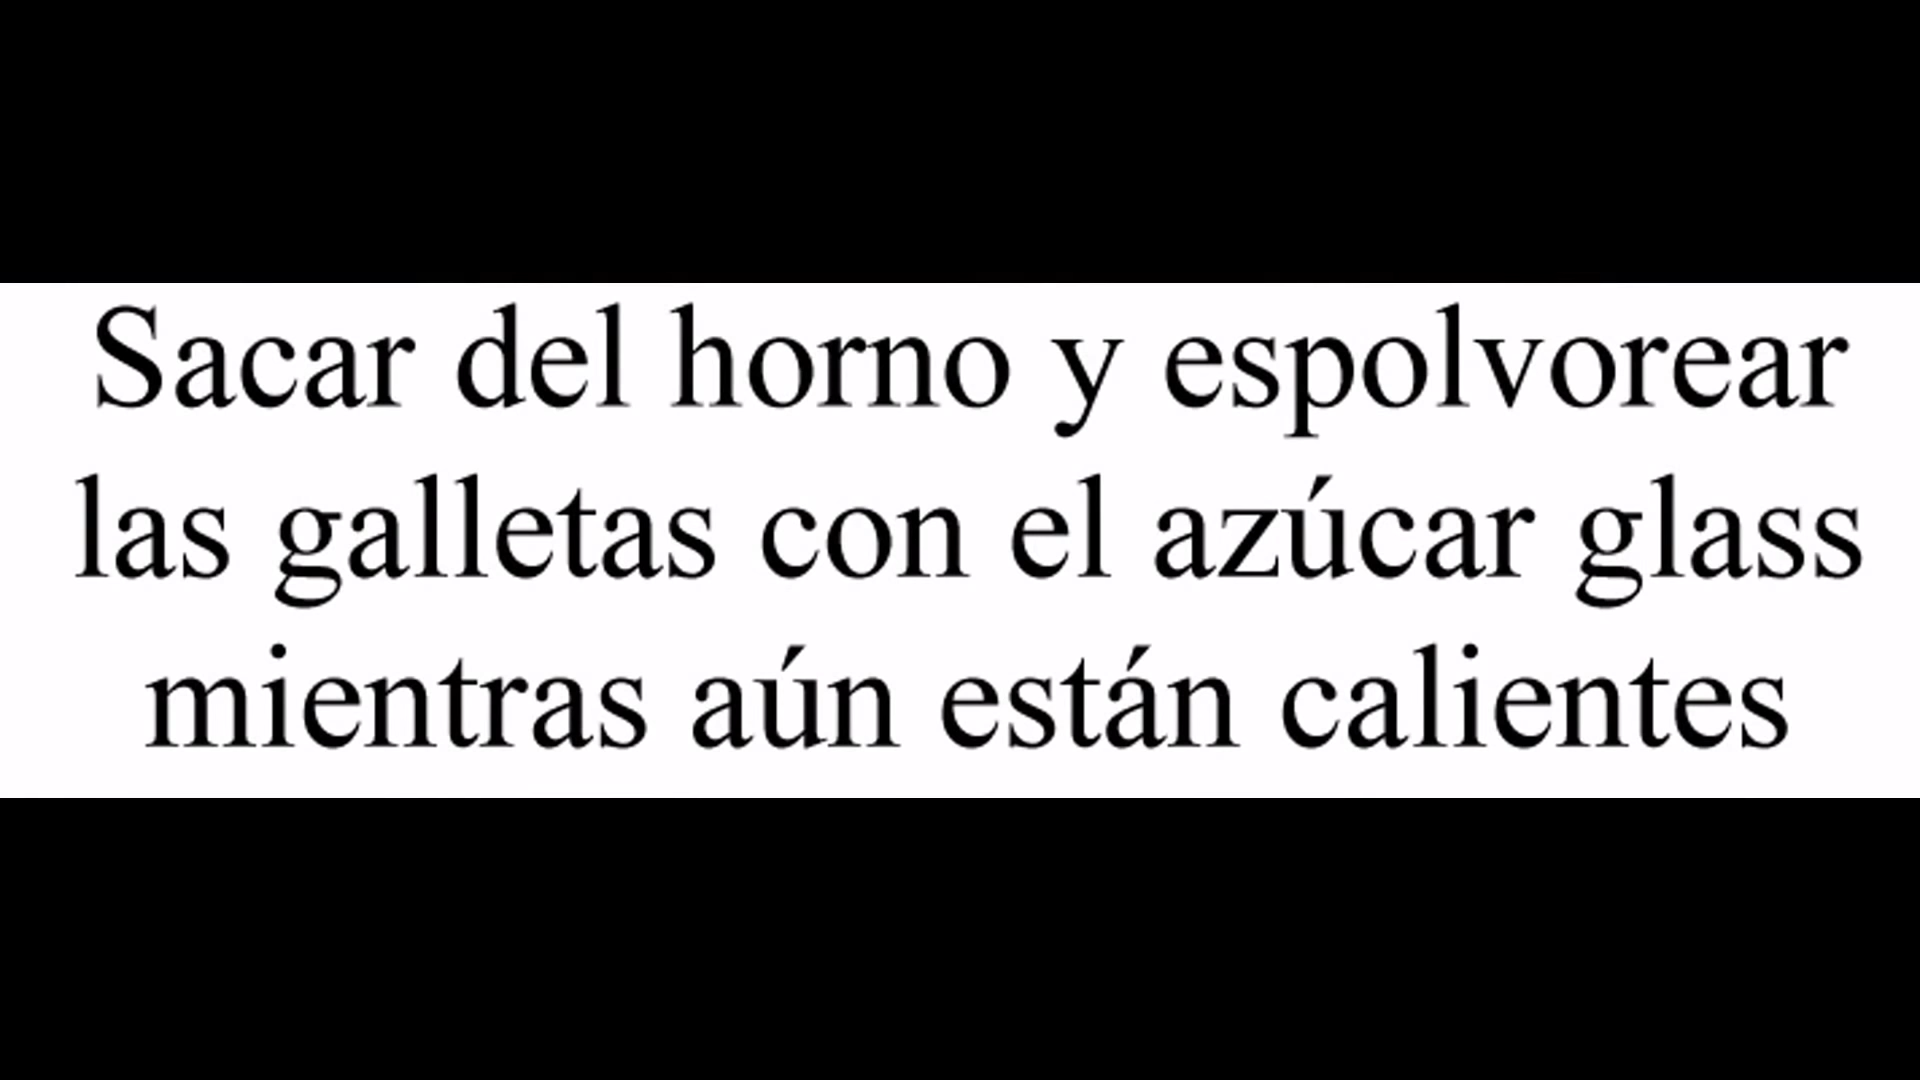 Sacar del horno y espolvorear
las galletas con el azúcar glass
mientras aún están calientes